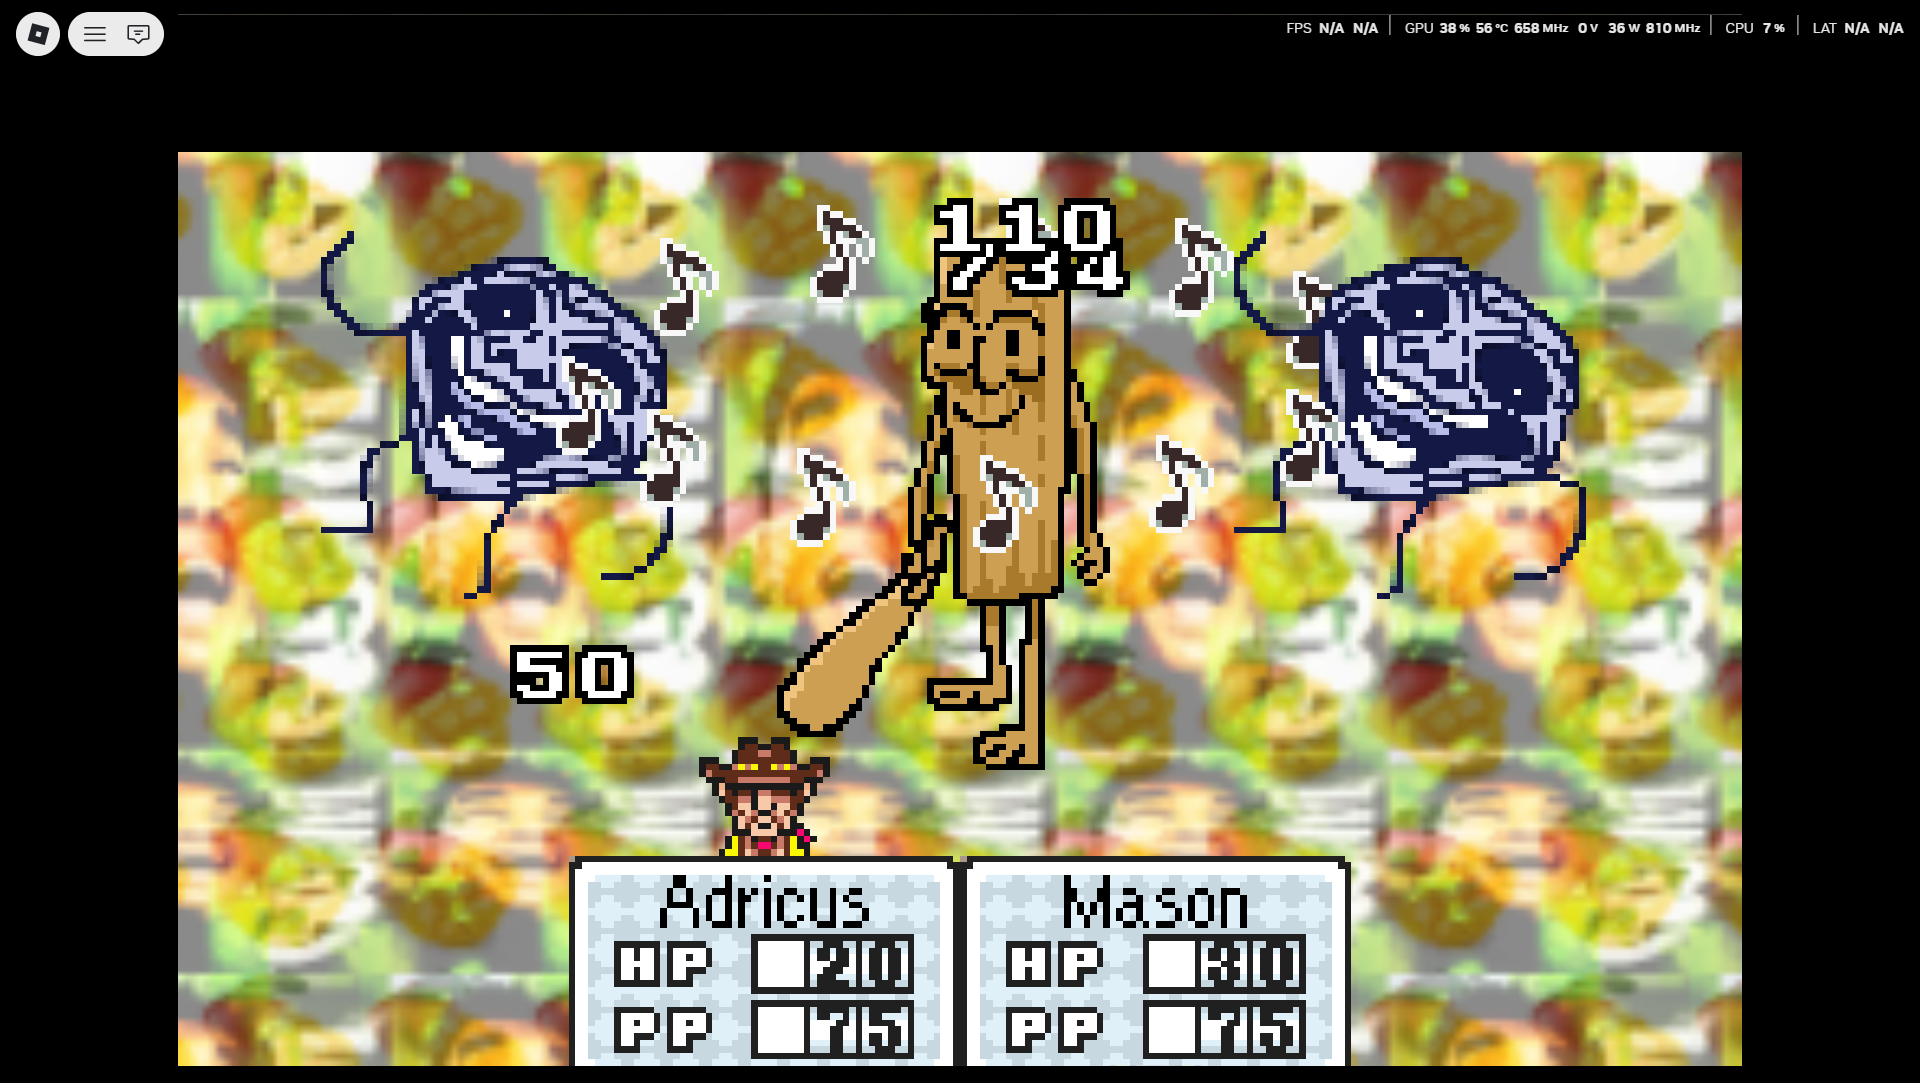 FPS N/A N/A GPU 38 % 56 °C 658 MHz 0 V 36 W 810 MHz CPU 7 % LAT N/A N/A
110
734
50
Adricus
HP 20
PP 75
Mason
HP 30
PP 75